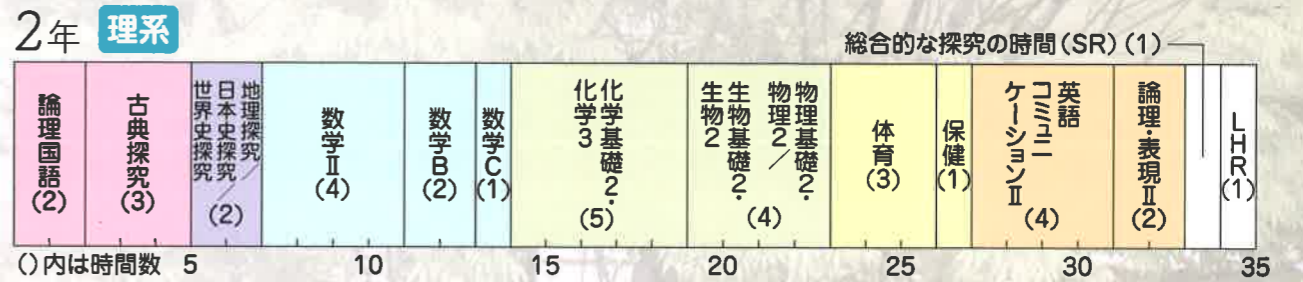 2年 理系
総合的な探究の時間(SR)(1)
論理国語
(2)
古典探究
(3)
地理探究／
日本史探究／
世界史探究
(2)
数学Ⅱ
(4)
数学B
(2)
数学C
(1)
化学基礎2・
化学3
(5)
物理基礎2・
物理2／
生物基礎2・
生物2
(4)
体育
(3)
保健
(1)
英語
コミュニ
ケーションⅡ
(4)
論理・表現Ⅱ
(2)
LHR
(1)
()内は時間数 5 10 15 20 25 30 35